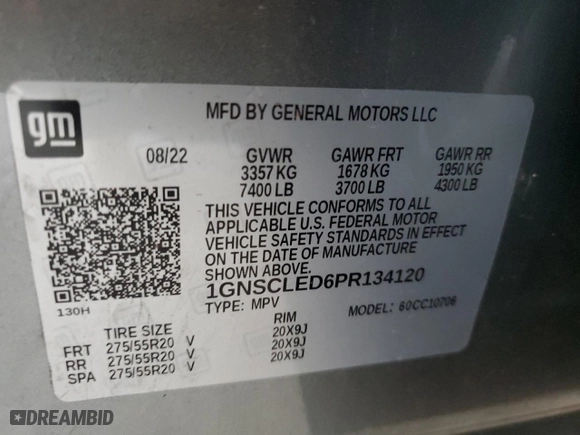 gm
MFD BY GENERAL MOTORS LLC
08/22 GVWR GAWR FRT GAWR RR
3357 KG 1678 KG 1950 KG
7400 LB 3700 LB 4300 LB
THIS VEHICLE CONFORMS TO ALL
APPLICABLE U.S. FEDERAL MOTOR
VEHICLE SAFETY STANDARDS IN EFFECT
ON THE DATE OF MANUFACTURE
SHOWN ABOVE.
1GNSCLED6PR134120
TYPE: MPV MODEL: 60CC10706
130H
TIRE SIZE RIM
FRT 275/55R20 V 20X9J
RR 275/55R20 V 20X9J
SPA 275/55R20 V 20X9J
DREAMBID